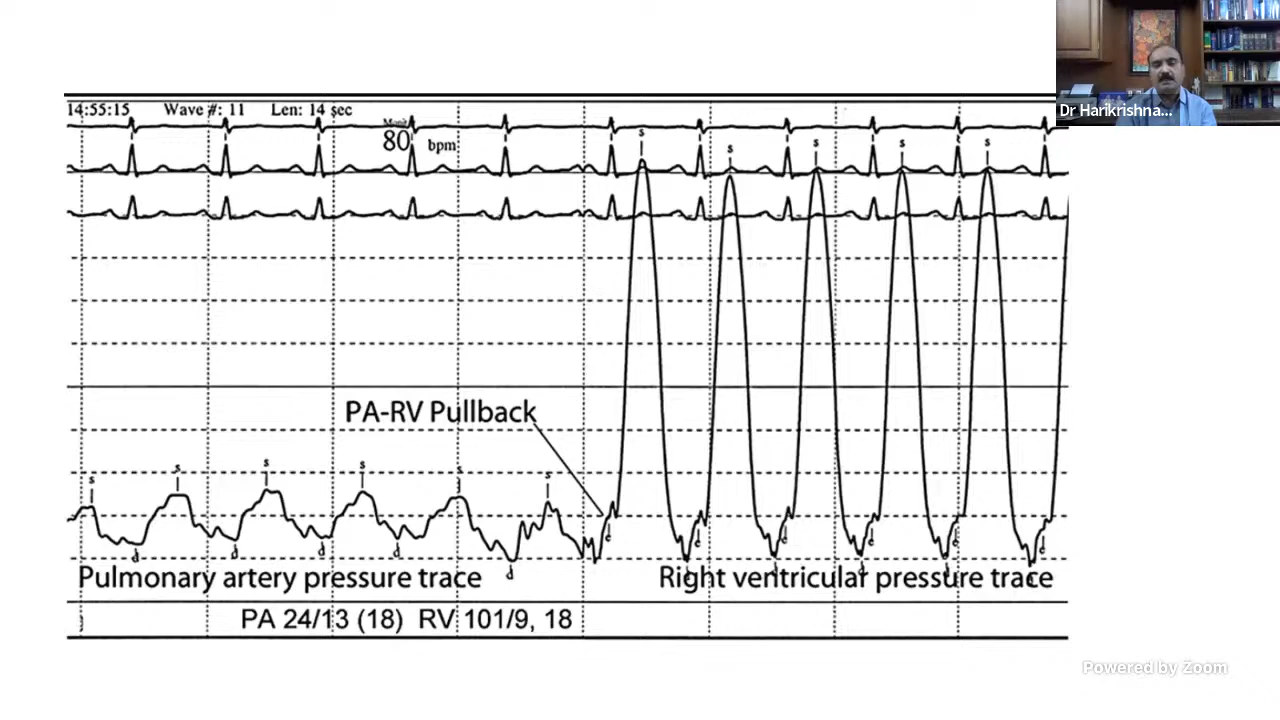 14:55:15 Wave #: 11 Len: 14 sec
Dr Harikrishna...
80 bpm
s s s s s
PA-RV Pullback
s s s s s s
d d d d d d d d d d d
Pulmonary artery pressure trace
Right ventricular pressure trace
PA 24/13 (18) RV 101/9, 18
Powered by Zoom